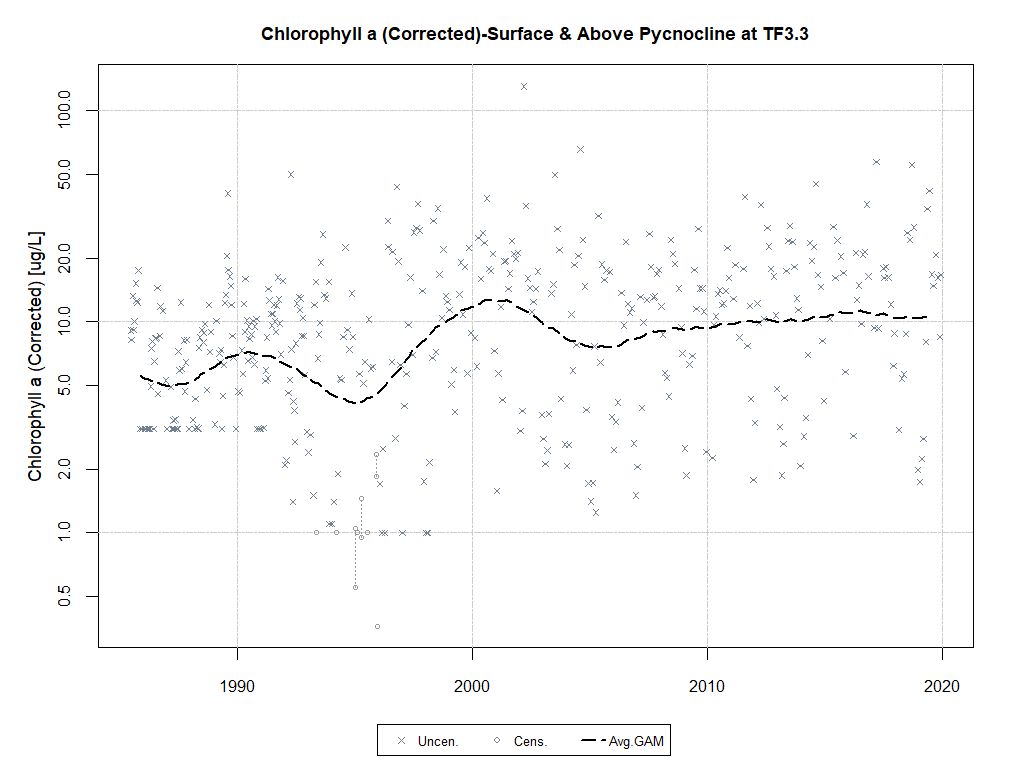 Chlorophyll a (Corrected)-Surface & Above Pycnocline at TF3.3
Chlorophyll a (Corrected) [ug/L]
100.0
50.0
20.0
10.0
5.0
2.0
1.0
0.5
1990 2000 2010 2020
Uncen. Cens. Avg.GAM